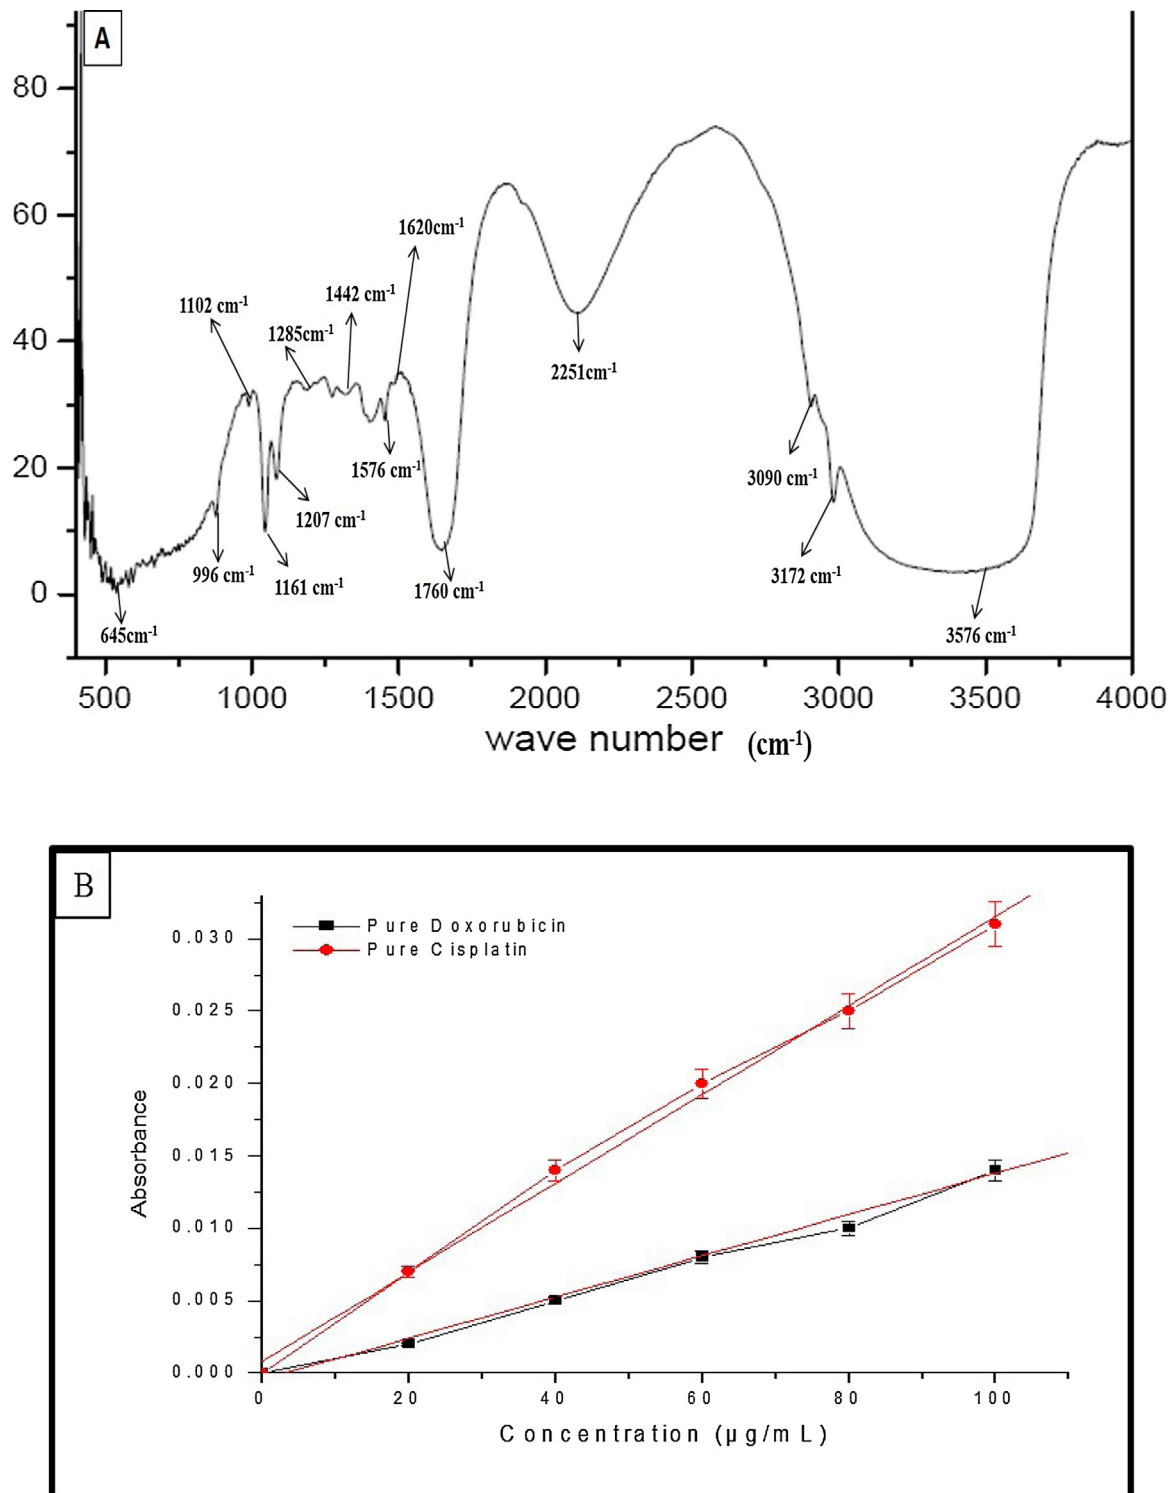 A
80
60
40
20
0
1620cm-1
1442 cm-1
1102 cm-1
1285cm-1
2251cm-1
1576 cm-1
3090 cm-1
1207 cm-1
996 cm-1
1161 cm-1
1760 cm-1
3172 cm-1
645cm-1
3576 cm-1
500 1000 1500 2000 2500 3000 3500 4000
wave number (cm-1)
B
Pure Doxorubicin
Pure Cisplatin
0.030
0.025
0.020
0.015
0.010
0.005
0.000
Absorbance
0 20 40 60 80 100
Concentration (μg/mL)